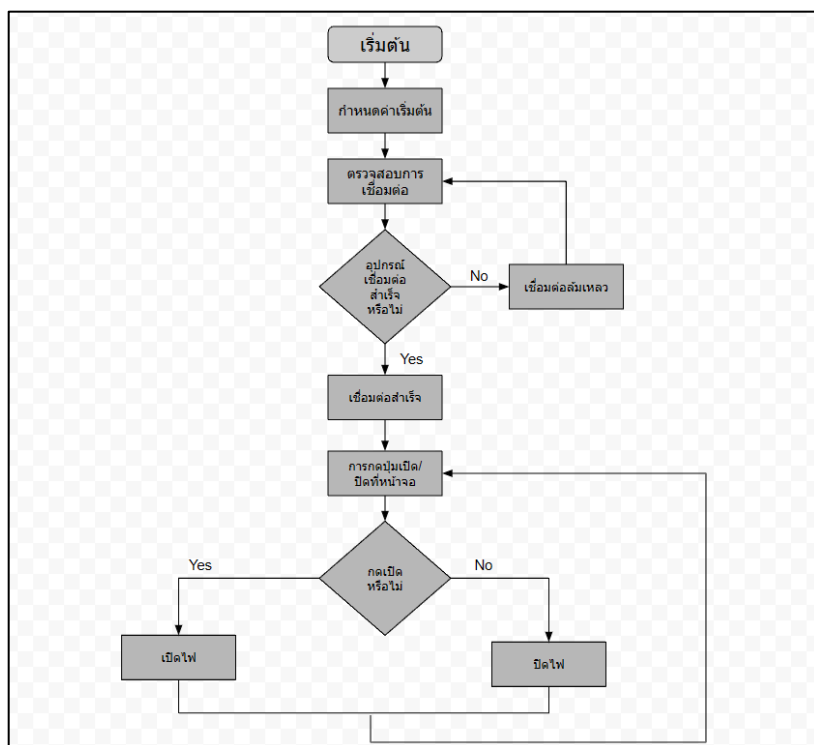 เริ่มต้น
กำหนดค่าเริ่มต้น
ตรวจสอบการ
เชื่อมต่อ
อุปกรณ์
เชื่อมต่อ
สำเร็จ
หรือไม่
No
เชื่อมต่อล้มเหลว
Yes
เชื่อมต่อสำเร็จ
การกดปุ่มเปิด/
ปิดที่หน้าจอ
กดเปิด
หรือไม่
Yes
No
เปิดไฟ
ปิดไฟ